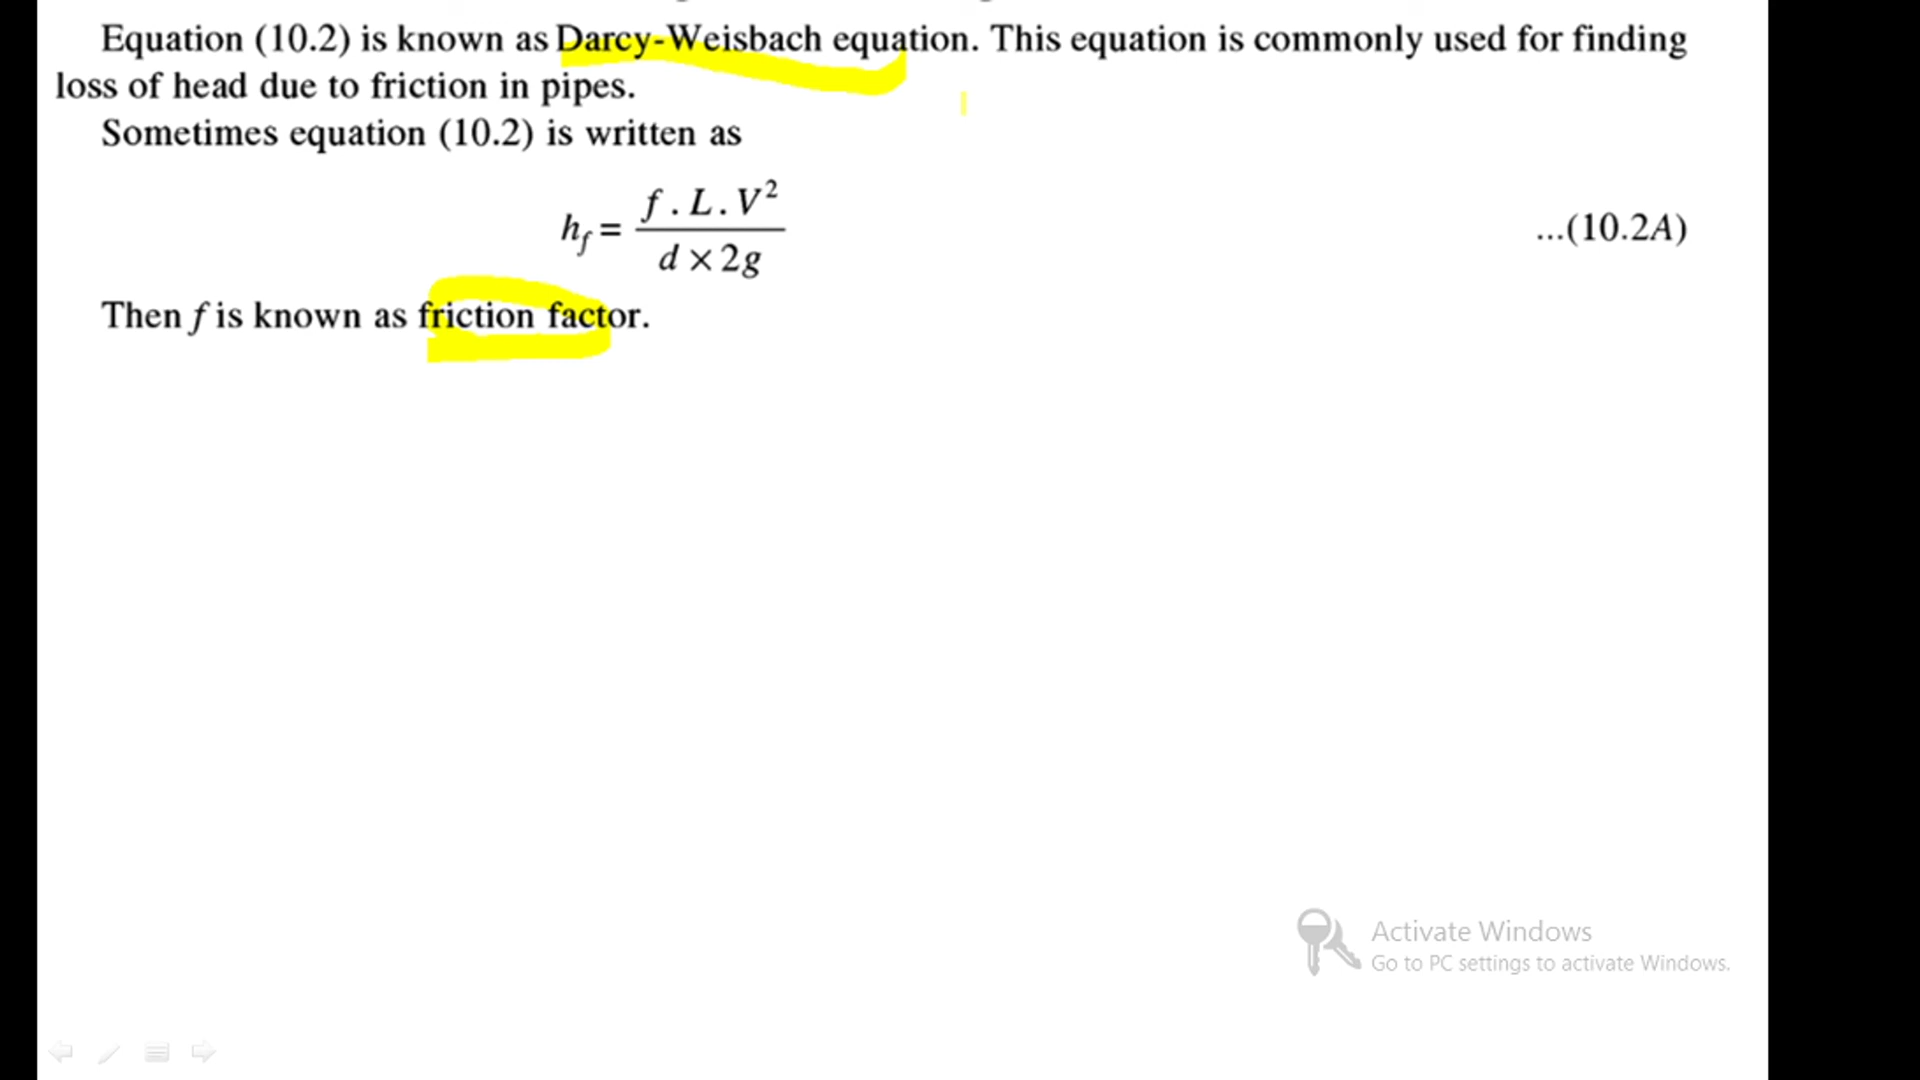 Equation (10.2) is known as Darcy-Weisbach equation. This equation is commonly used for finding
loss of head due to friction in pipes.
Sometimes equation (10.2) is written as
h_f = \frac{f . L . V^2}{d × 2g} ...(10.2A)
Then f is known as friction factor.
Activate Windows
Go to PC settings to activate Windows.